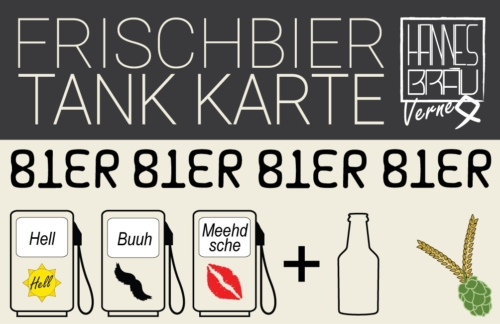 FRISCHBIER
TANK KARTE
HANNES
BRÄU
Verne
81ER 81ER 81ER 81ER
Hell
Buuh
Meehd
sche
Hell
+